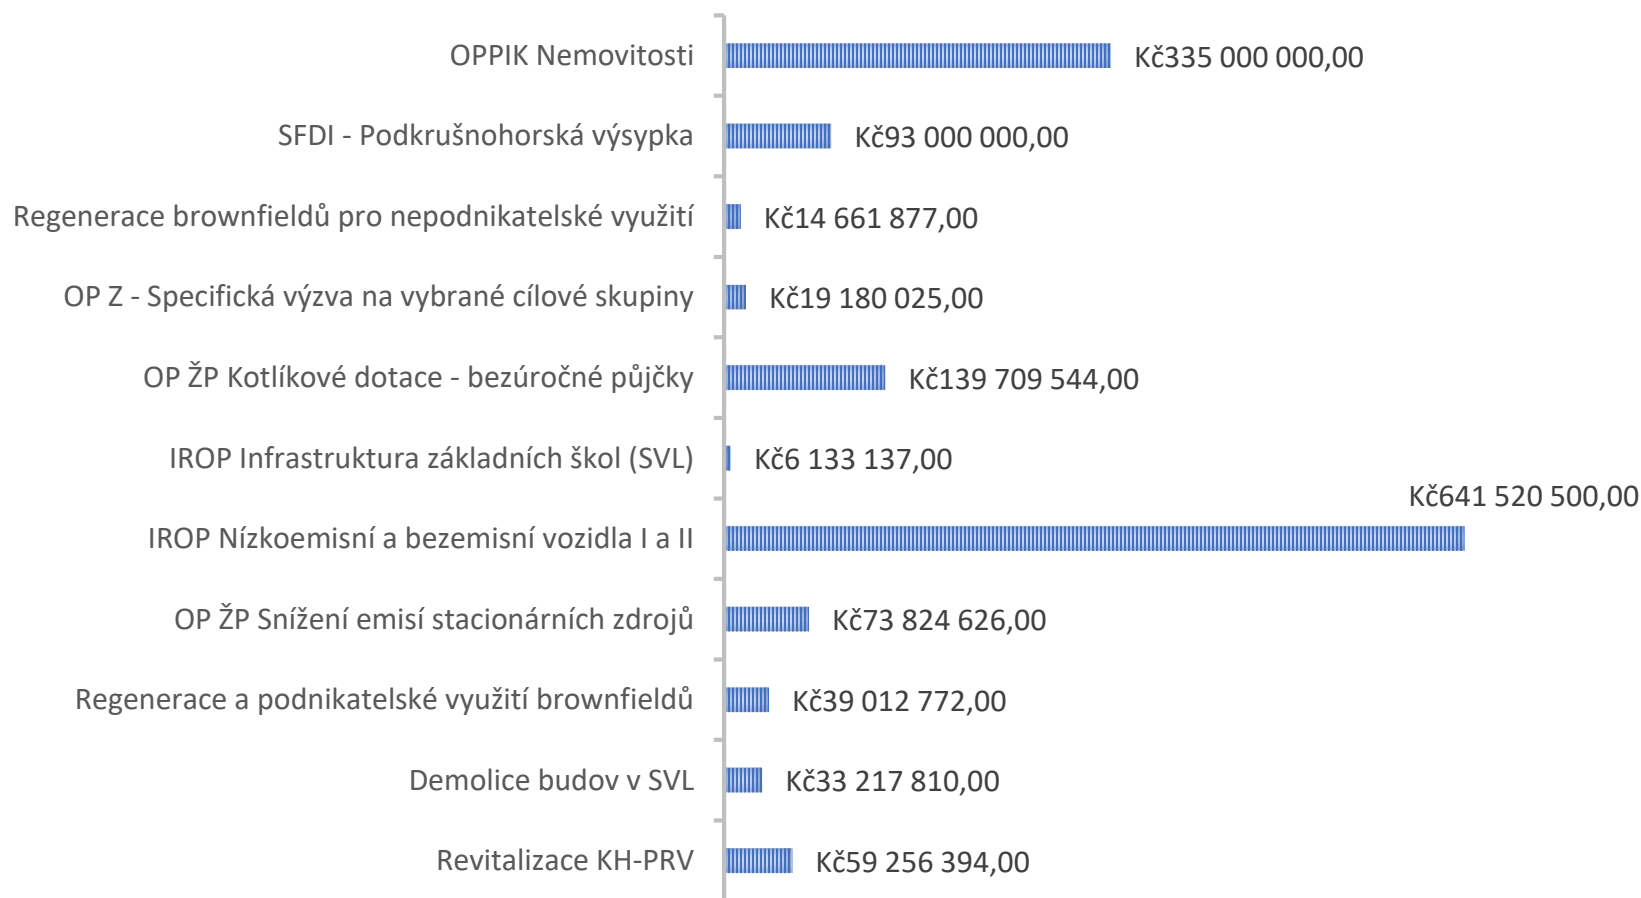 OPPIK Nemovitosti Kč335 000 000,00
SFDI - Podkrušnohorská výsypka Kč93 000 000,00
Regenerace brownfieldů pro nepodnikatelské využití Kč14 661 877,00
OP Z - Specifická výzva na vybrané cílové skupiny Kč19 180 025,00
OP ŽP Kotlíkové dotace - bezúročné půjčky Kč139 709 544,00
IROP Infrastruktura základních škol (SVL) Kč6 133 137,00
IROP Nízkoemisní a bezemisní vozidla I a II Kč641 520 500,00
OP ŽP Snížení emisí stacionárních zdrojů Kč73 824 626,00
Regenerace a podnikatelské využití brownfieldů Kč39 012 772,00
Demolice budov v SVL Kč33 217 810,00
Revitalizace KH-PRV Kč59 256 394,00